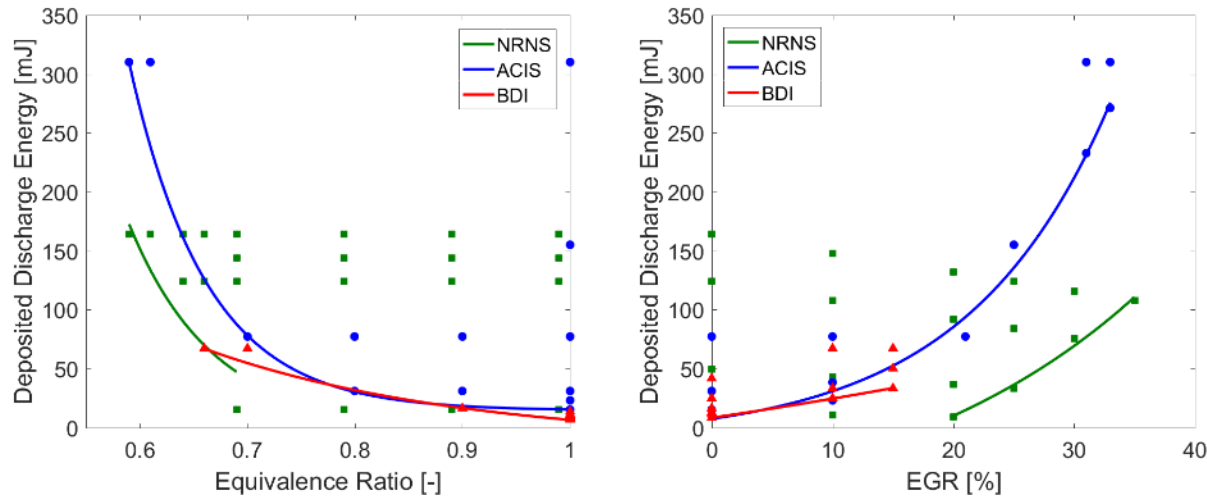 Deposited Discharge Energy [mJ]
350
300
250
200
150
100
50
0
0.6
0.7
0.8
0.9
1
Equivalence Ratio [-]
NRNS
ACIS
BDI
Deposited Discharge Energy [mJ]
350
300
250
200
150
100
50
0
0
10
20
30
40
EGR [%]
NRNS
ACIS
BDI